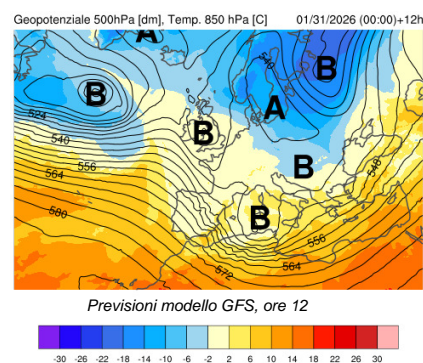 Geopotenziale 500hPa [dm], Temp. 850 hPa [C] 01/31/2026 (00:00)+12h
A
540
B
B
A
524
B
540
B
548
556
564
580
B
556
564
572
Previsioni modello GFS, ore 12
-30 -26 -22 -18 -14 -10 -6 -2 2 6 10 14 18 22 26 30